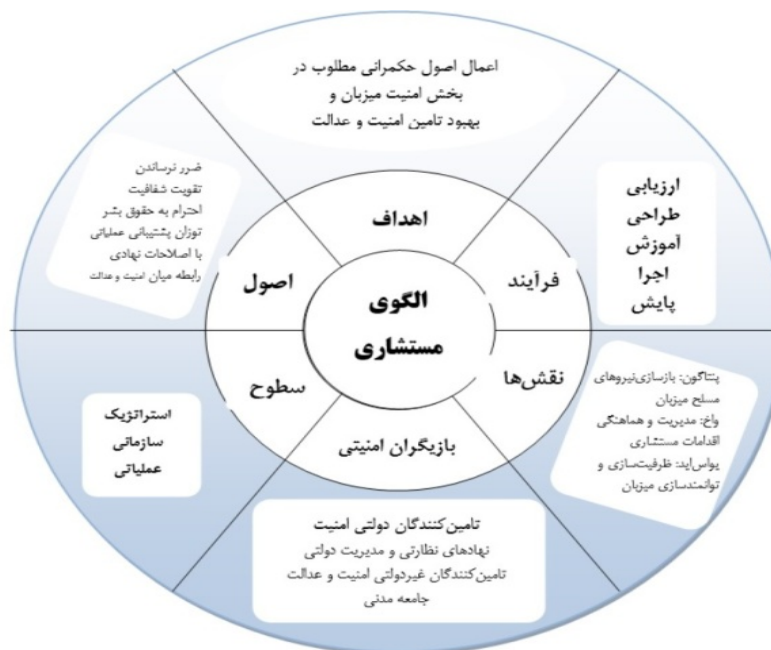 اعمال اصول حکمرانی مطلوب در
بخش امنیت میزبان و
بهبود تامین امنیت و عدالت
اهداف
ارزیابی
طراحی
آموزش
اجرا
پایش
فرآیند
پنتاگون: بازسازی‌نیروهای
مسلح میزبان
واخ: مدیریت و هماهنگی
اقدامات مستشاری
یواس‌اید: ظرفیت‌سازی و
توانمندسازی میزبان
نقش‌ها
بازیگران امنیتی
تامین‌کنندگان دولتی امنیت
نهادهای نظارتی و مدیریت دولتی
تامین‌کنندگان غیردولتی امنیت و عدالت
جامعه مدنی
سطوح
استراتژیک
سازمانی
عملیاتی
اصول
ضرر نرساندن
تقویت شفافیت
احترام به حقوق بشر
توزان پشتیبانی عملیاتی
با اصلاحات نهادی
رابطه میان امنیت و عدالت
الگوی
مستشاری